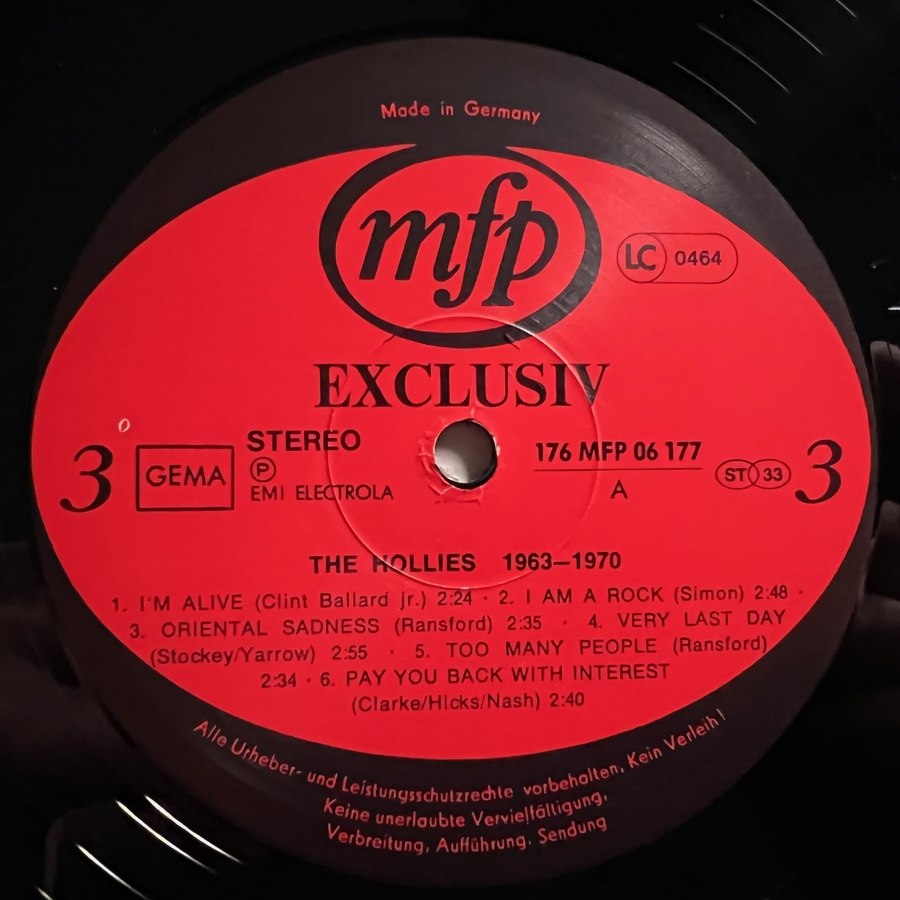 Made in Germany
mfp
LC 0464
EXCLUSIV
3
GEMA
STEREO
Ⓟ
EMI ELECTROLA
176 MFP 06 177
A
ST 33
3
THE HOLLIES 1963—1970
1. I'M ALIVE (Clint Ballard jr.) 2:24 · 2. I AM A ROCK (Simon) 2:48 ·
3. ORIENTAL SADNESS (Ransford) 2:35 · 4. VERY LAST DAY
(Stockey/Yarrow) 2:55 · 5. TOO MANY PEOPLE (Ransford)
2:34 · 6. PAY YOU BACK WITH INTEREST
(Clarke/Hicks/Nash) 2:40
Alle Urheber- und Leistungsschutzrechte vorbehalten. Kein Verleih!
Keine unerlaubte Vervielfältigung,
Verbreitung, Aufführung, Sendung